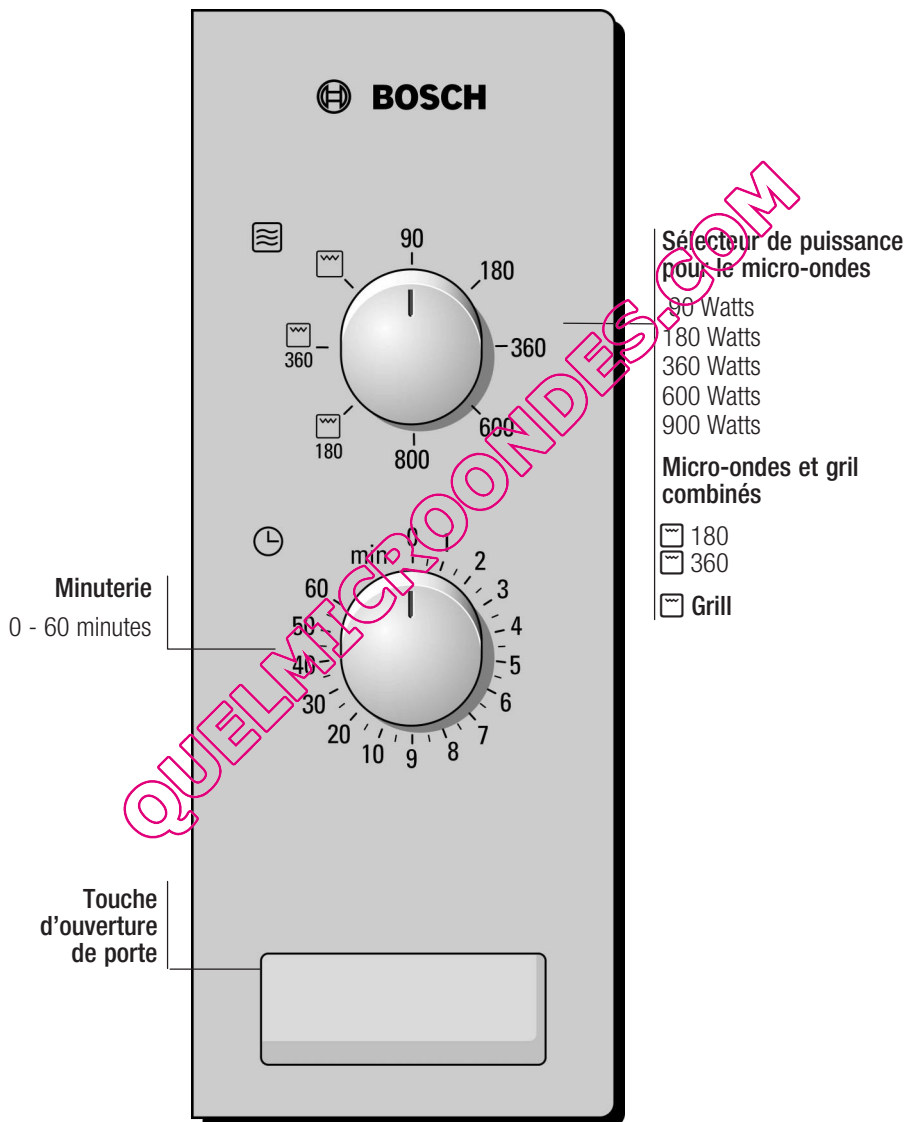 BOSCH
90
180
360
600
800
180
360
min
0
1
2
3
4
5
6
7
8
9
10
20
30
40
50
60
Minuterie
0 - 60 minutes
Touche
d'ouverture
de porte
Sélecteur de puissance
pour le micro-ondes
90 Watts
180 Watts
360 Watts
600 Watts
900 Watts
Micro-ondes et gril
combinés
180
360
Grill
QUELMICROONDES.COM